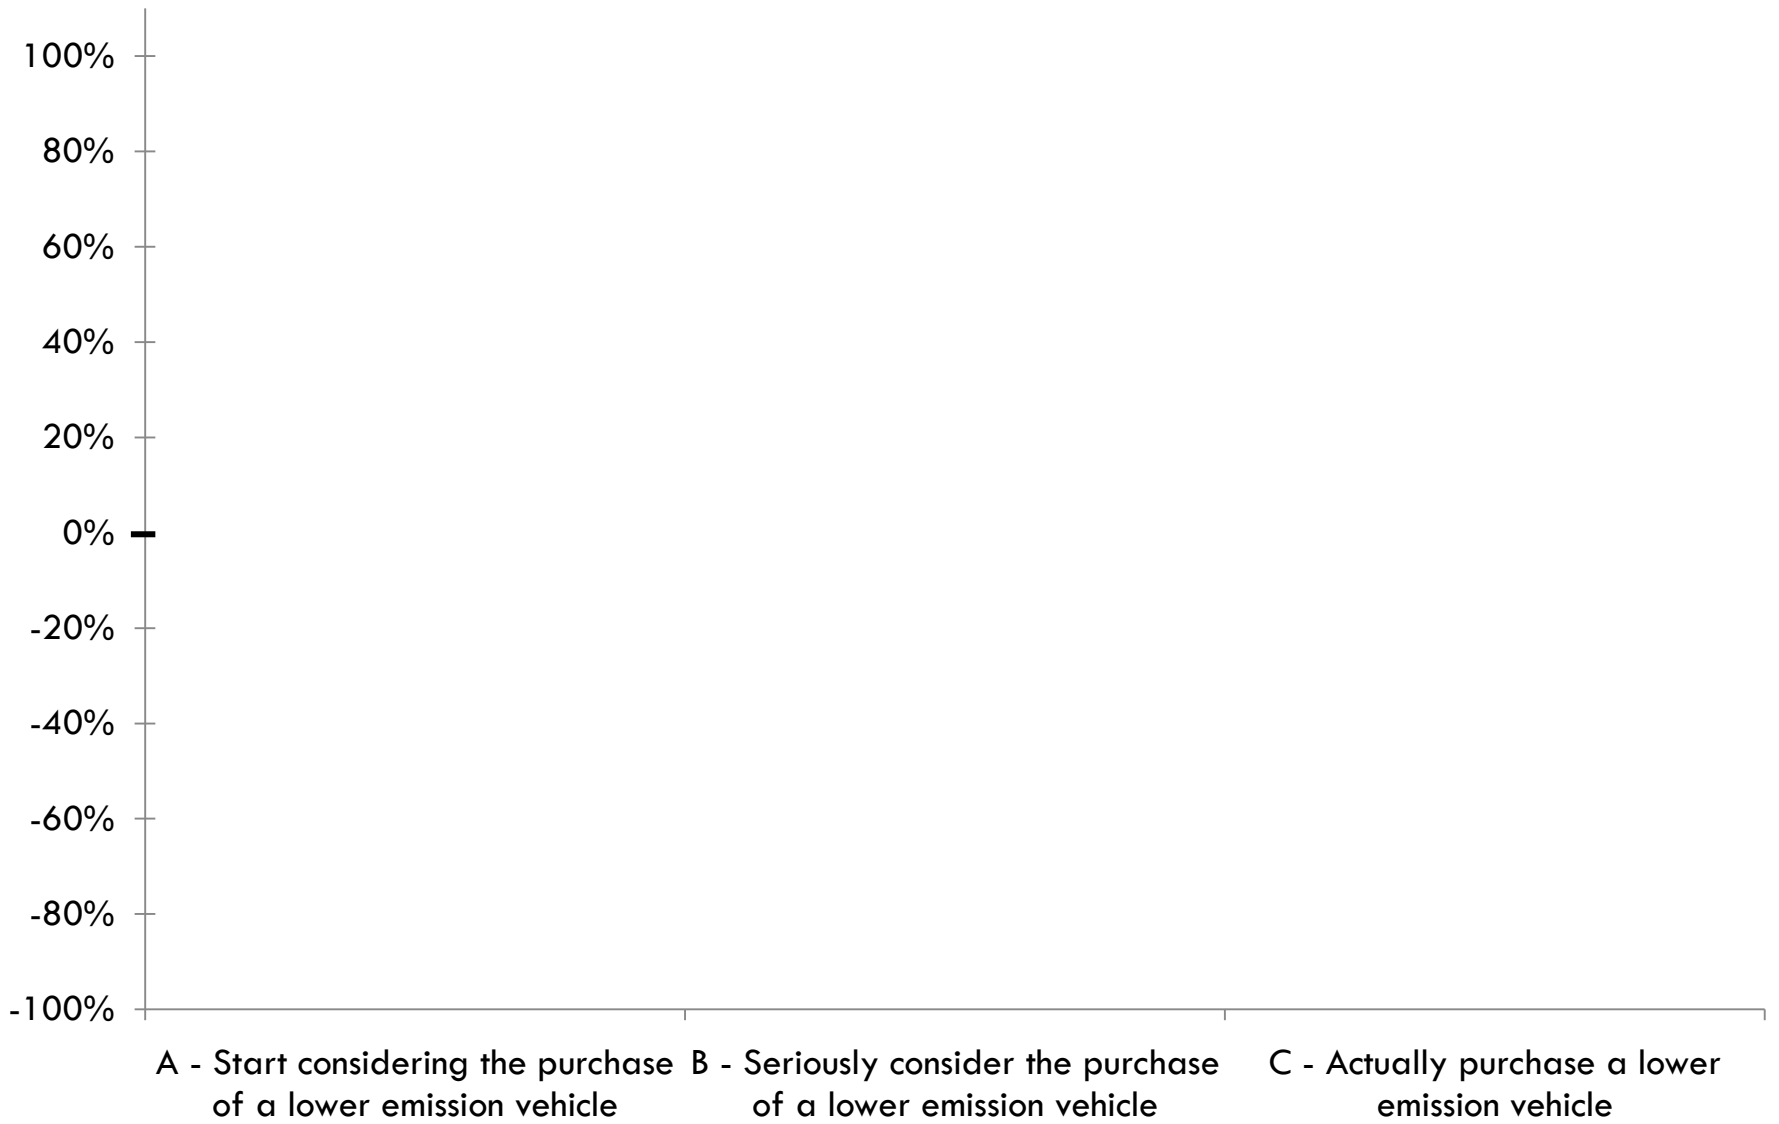 100%
80%
60%
40%
20%
0%
-20%
-40%
-60%
-80%
-100%
A - Start considering the purchase
of a lower emission vehicle
B - Seriously consider the purchase
of a lower emission vehicle
C - Actually purchase a lower
emission vehicle